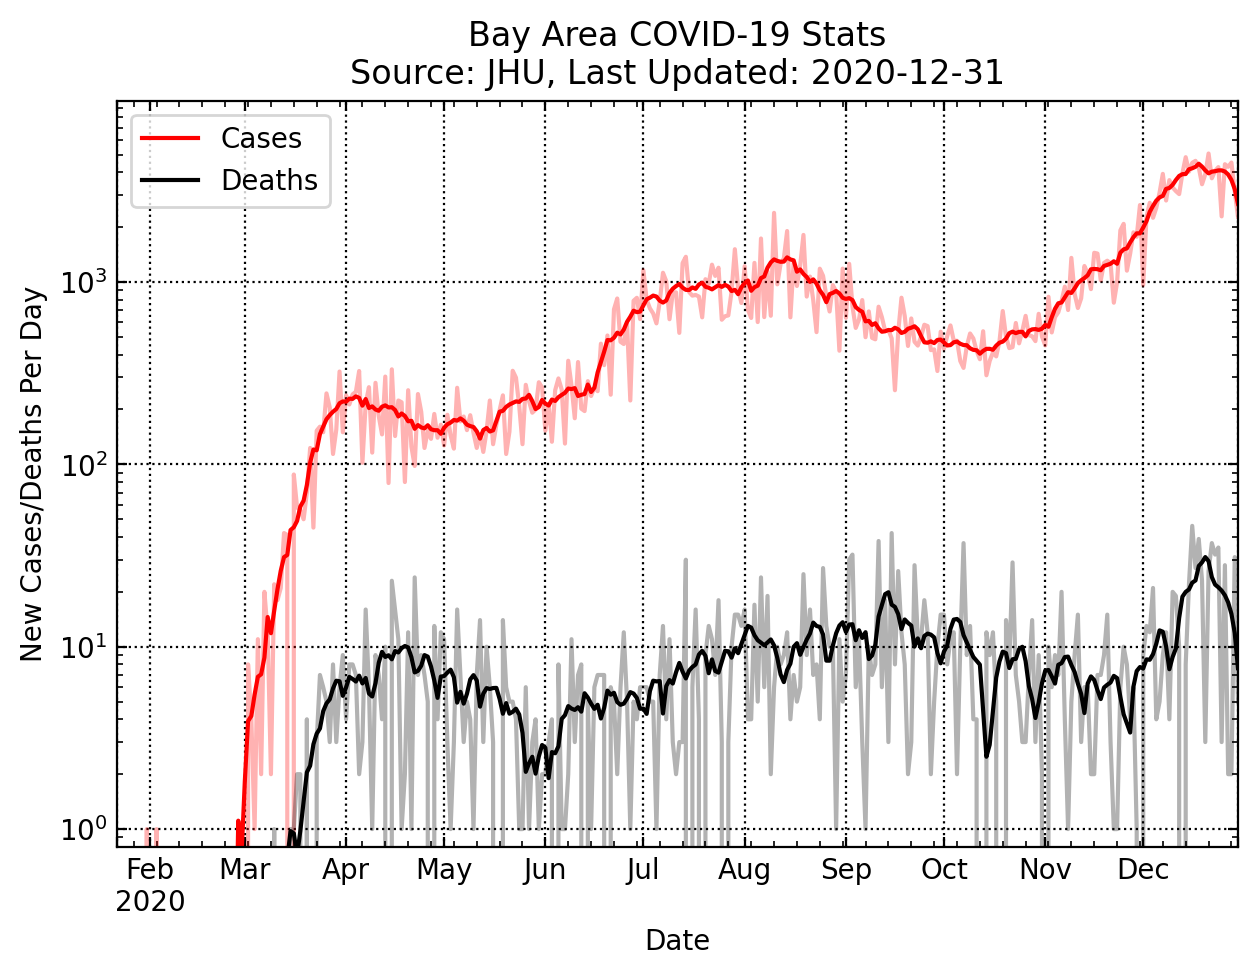 Bay Area COVID-19 Stats
Source: JHU, Last Updated: 2020-12-31
Cases
Deaths
New Cases/Deaths Per Day
10³
10²
10¹
10⁰
Feb Mar Apr May Jun Jul Aug Sep Oct Nov Dec
2020
Date